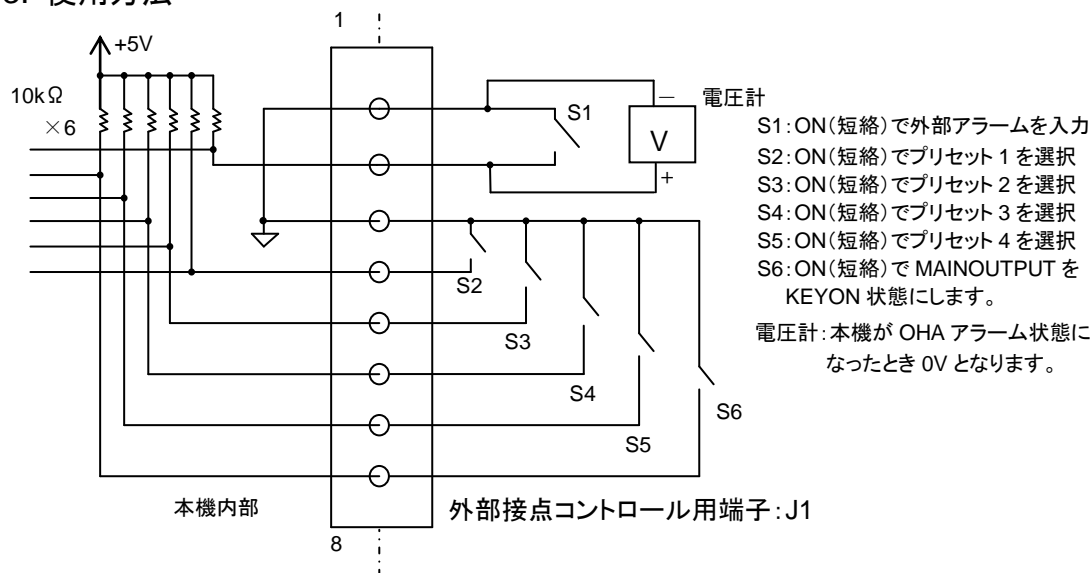 使用方法
1
+5V
10kΩ
×6
S1
－
V
+
電圧計
S1:ON(短絡)で外部アラームを入力
S2:ON(短絡)でプリセット 1 を選択
S3:ON(短絡)でプリセット 2 を選択
S4:ON(短絡)でプリセット 3 を選択
S5:ON(短絡)でプリセット 4 を選択
S6:ON(短絡)で MAINOUTPUT を
KEYON 状態にします。
電圧計:本機が OHA アラーム状態に
なったとき 0V となります。
S2
S3
S4
S5
S6
本機内部
外部接点コントロール用端子:J1
8